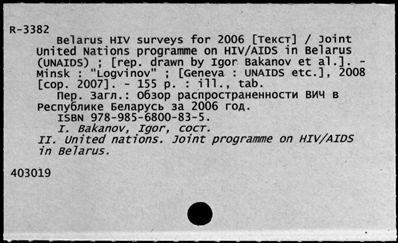 R-3382
Belarus HIV surveys for 2006 [Текст] / Joint
United Nations programme on HIV/AIDS in Belarus
(UNAIDS) ; [rep. drawn by Igor Bakanov et al.]. -
Minsk : "Logvinov" ; [Geneva : UNAIDS etc.], 2008
[cop. 2007]. - 155 p. : ill., tab.
Пер. Загл.: Обзор распространенности ВИЧ в
Республике Беларусь за 2006 год.
ISBN 978-985-6800-83-5.
I. Bakanov, Igor, сост.
II. United nations. Joint programme on HIV/AIDS
in Belarus.
403019